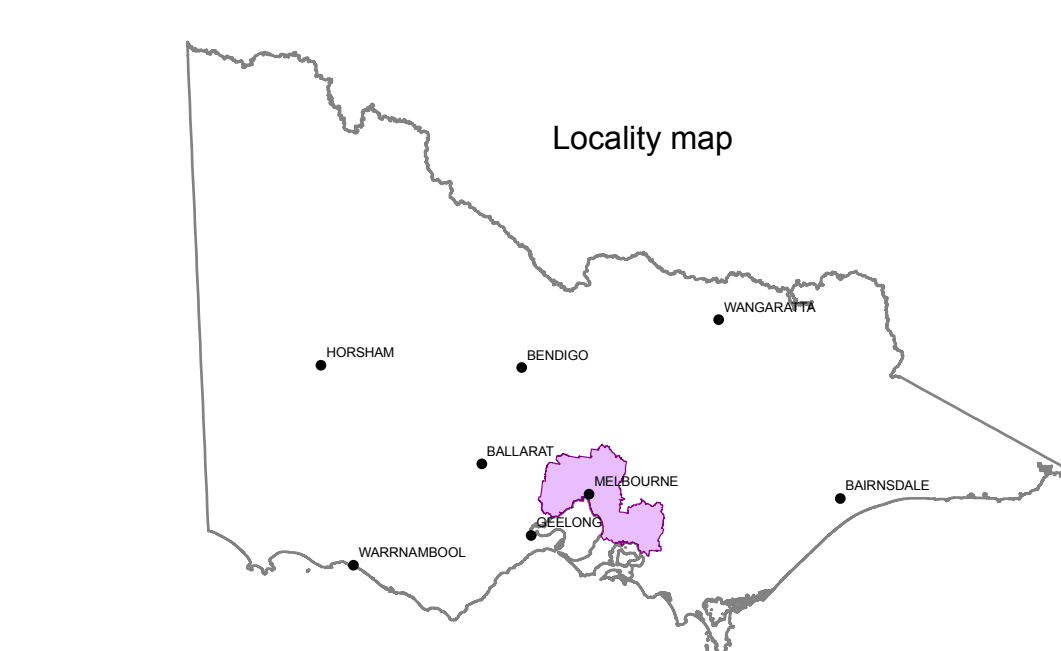 Locality map
WANGARATTA
HORSHAM
BENDIGO
BALLARAT
MELBOURNE
BAIRNSDALE
GEELONG
WARRNAMBOOL